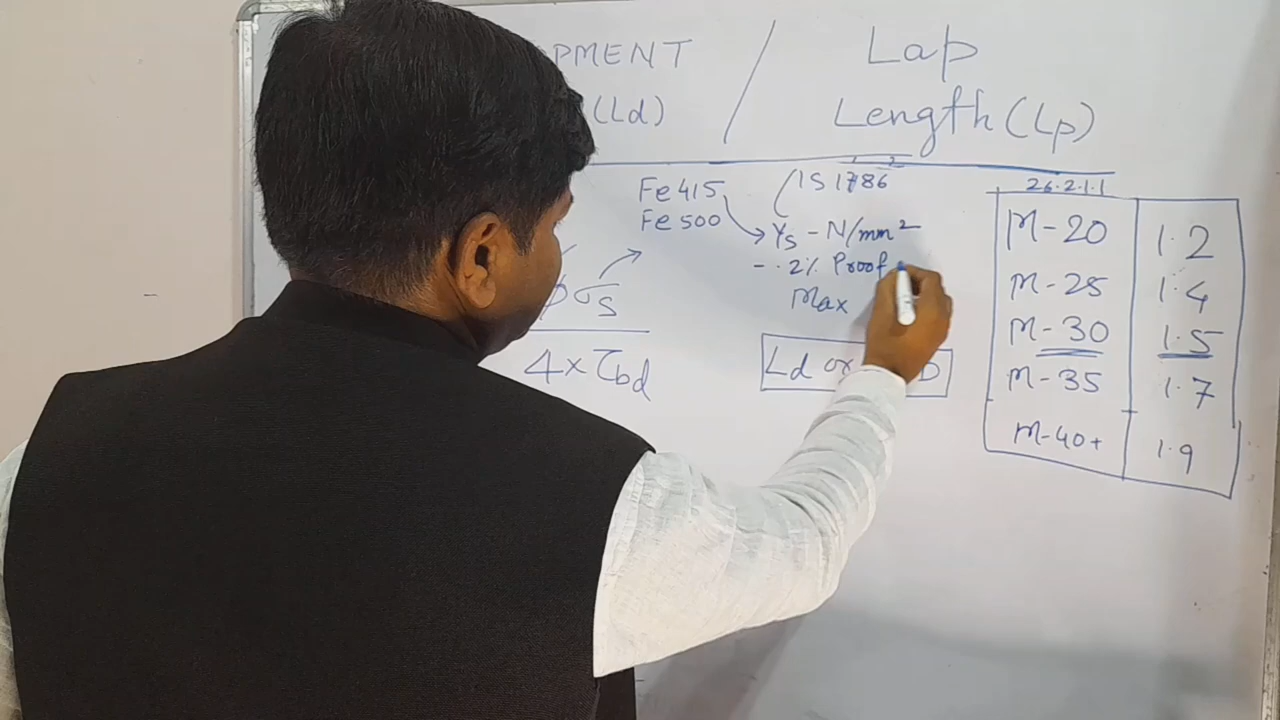 PMENT / Lap
(Ld) Length (Lp)
Fe 415
Fe 500
IS 1786
Ys - N/mm²
- .2% Proof
Max
σs
4 × τbd
Ld or D
26.2.1.1
M-20 1.2
M-25 1.4
M-30 1.5
M-35 1.7
M-40+ 1.9